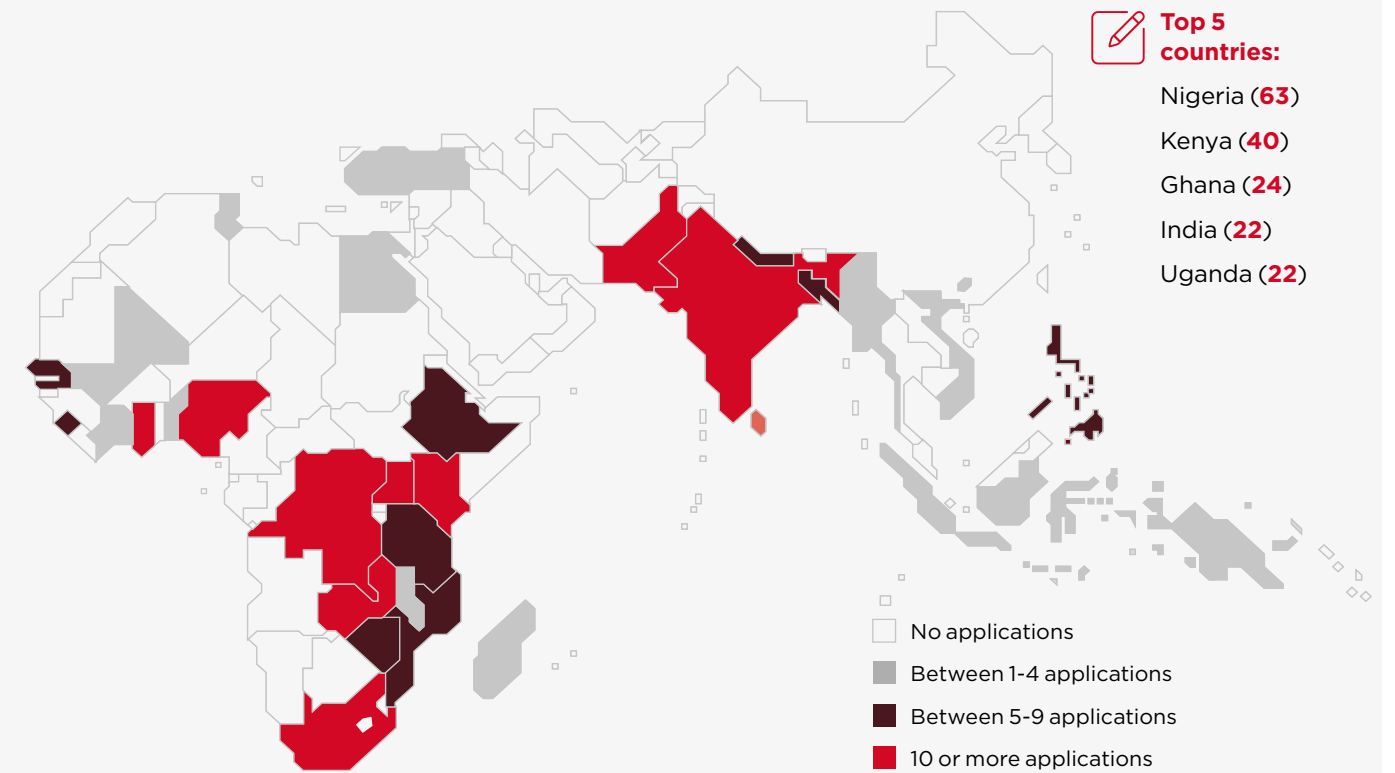 Top 5
countries:
Nigeria (63)
Kenya (40)
Ghana (24)
India (22)
Uganda (22)
No applications
Between 1-4 applications
Between 5-9 applications
10 or more applications